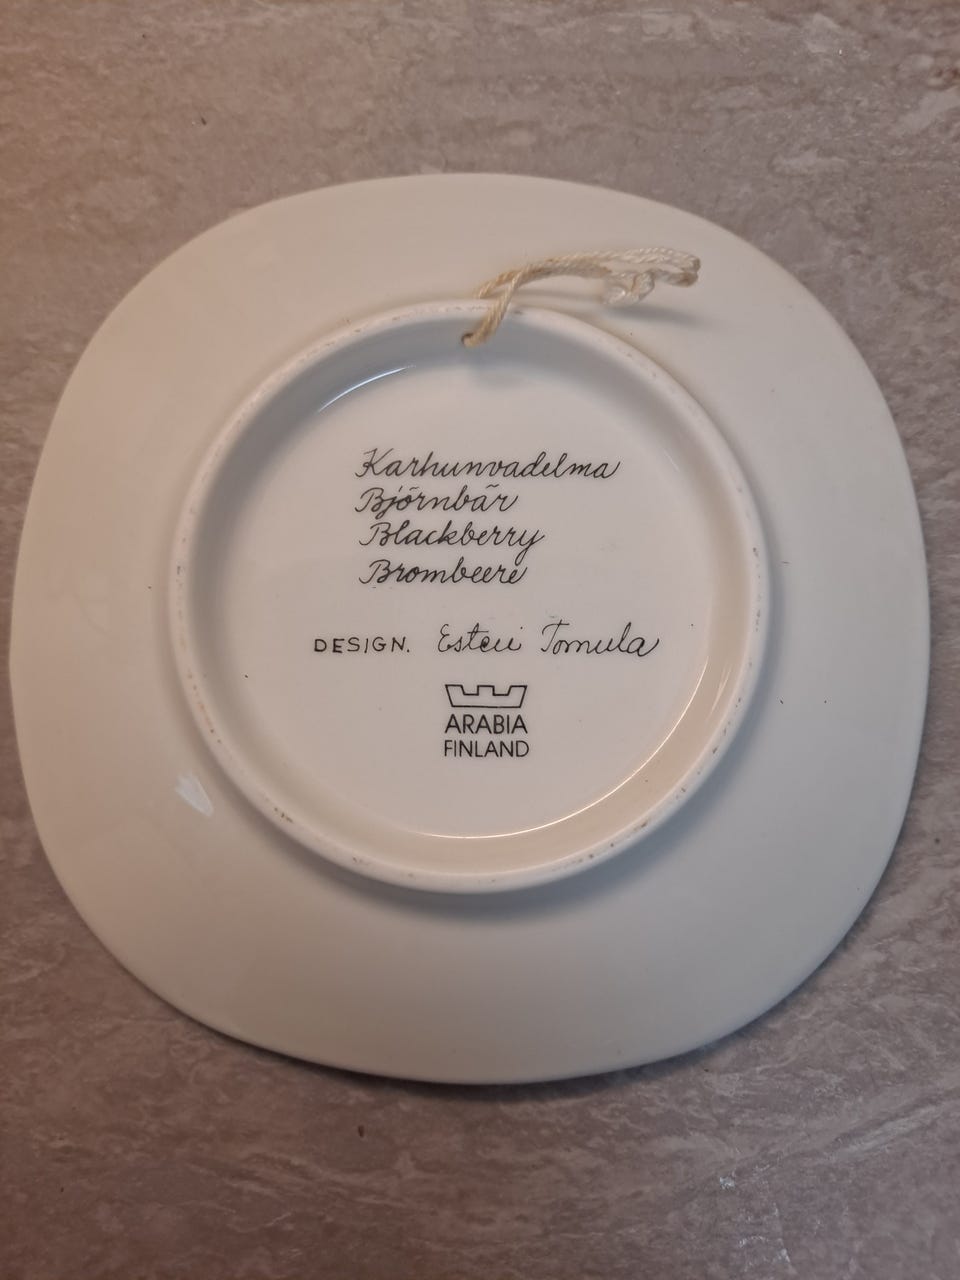 Karhunvadelma
Björnbär
Blackberry
Brombeere
DESIGN. Esteri Tomula
ARABIA
FINLAND